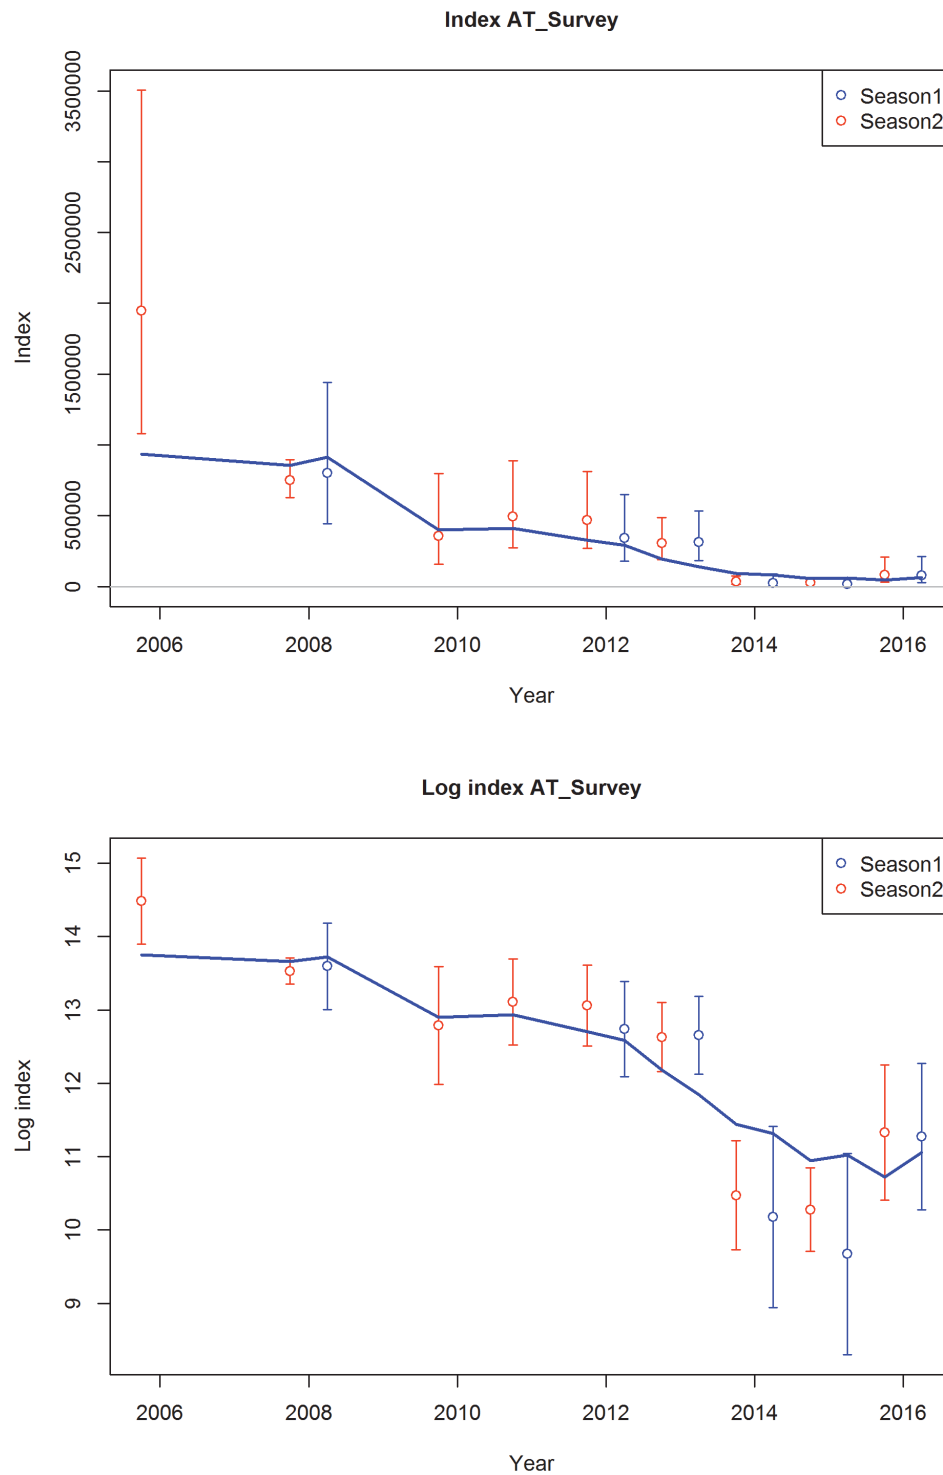 Index AT_Survey
Season1
Season2
3500000
2500000
1500000
500000
0
Index
2006 2008 2010 2012 2014 2016
Year
Log index AT_Survey
Season1
Season2
15
14
13
12
11
10
9
Log index
2006 2008 2010 2012 2014 2016
Year